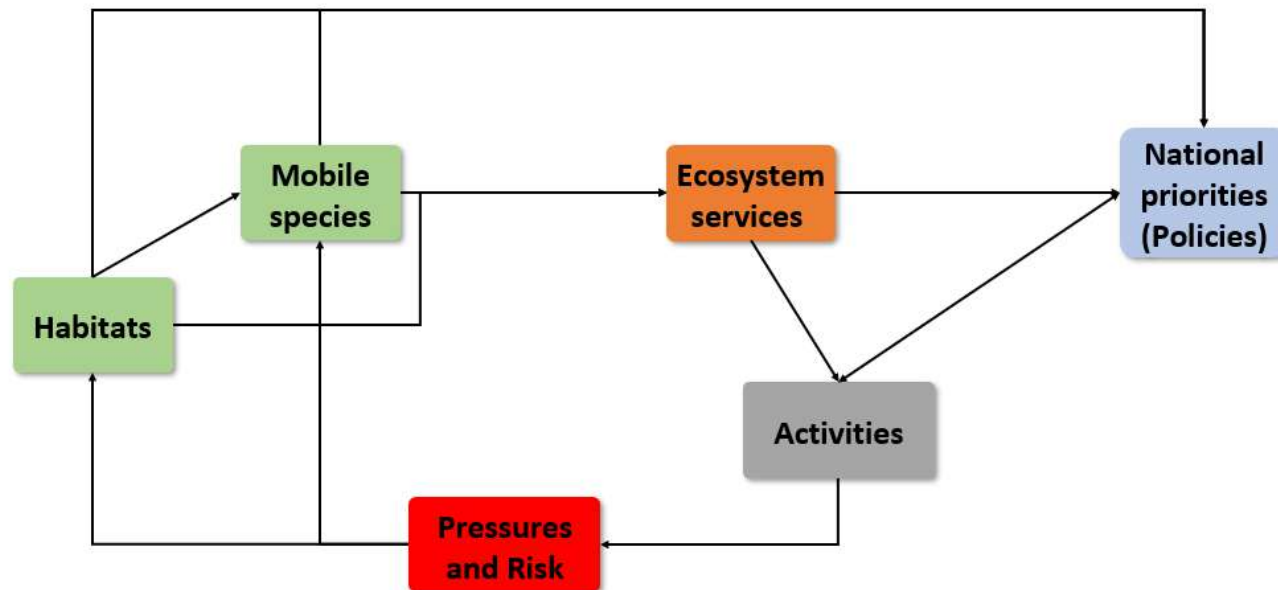 Mobile
species
Ecosystem
services
National
priorities
(Policies)
Habitats
Activities
Pressures
and Risk